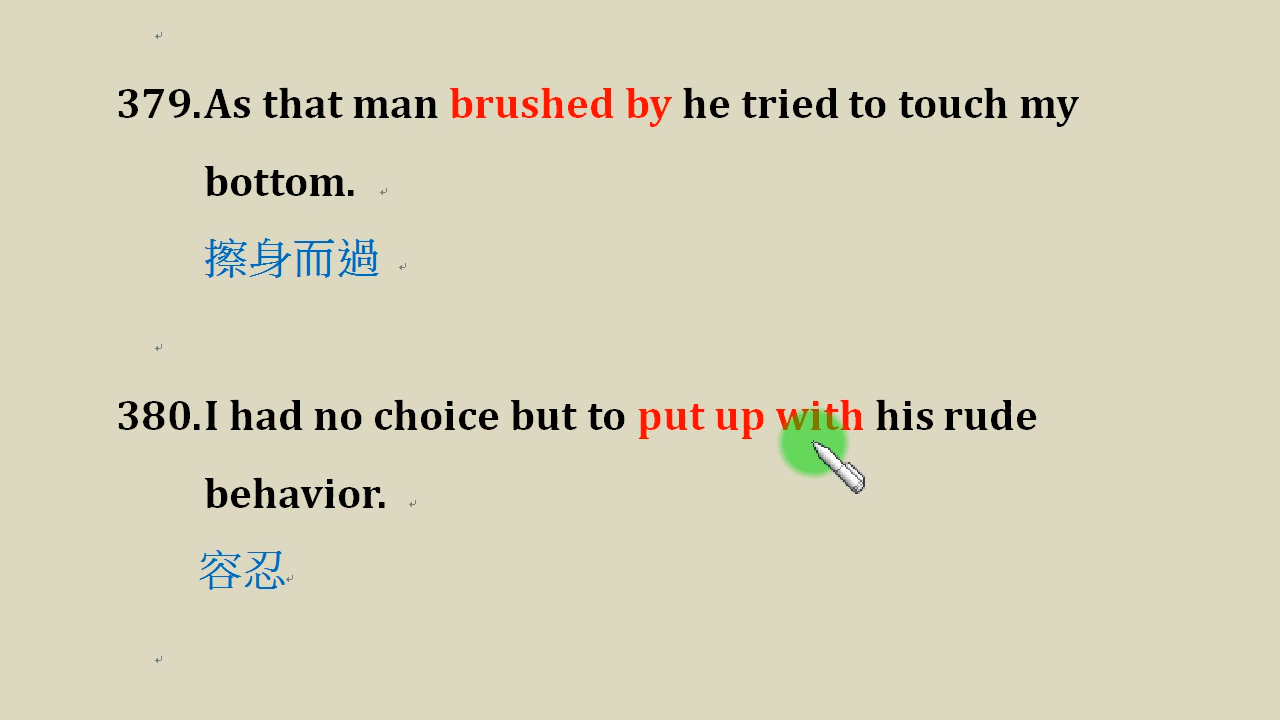 379.As that man brushed by he tried to touch my
bottom.
擦身而過
380.I had no choice but to put up with his rude
behavior.
容忍